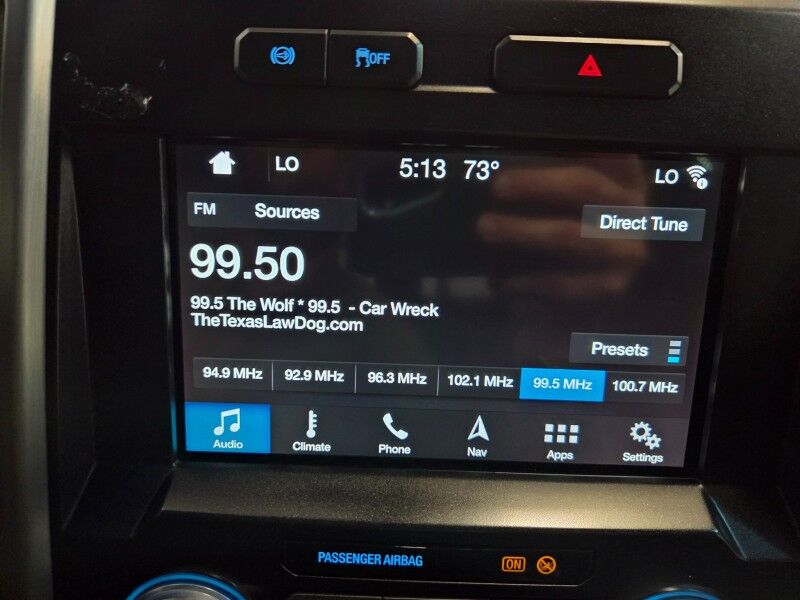 OFF
LO 5:13 73° LO
FM Sources
Direct Tune
99.50
99.5 The Wolf * 99.5 - Car Wreck
TheTexasLawDog.com
Presets
94.9 MHz 92.9 MHz 96.3 MHz 102.1 MHz 99.5 MHz 100.7 MHz
Audio Climate Phone Nav Apps Settings
PASSENGER AIRBAG ON